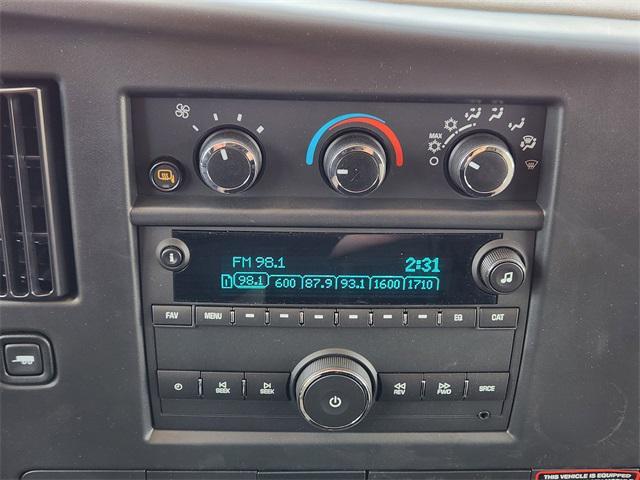 MAX
FM 98.1 2:31
1 98.1 600 87.9 93.1 1600 1710
FAV MENU EQ CAT
SEEK SEEK REV FWD SRCE
THIS VEHICLE IS EQUIPPED